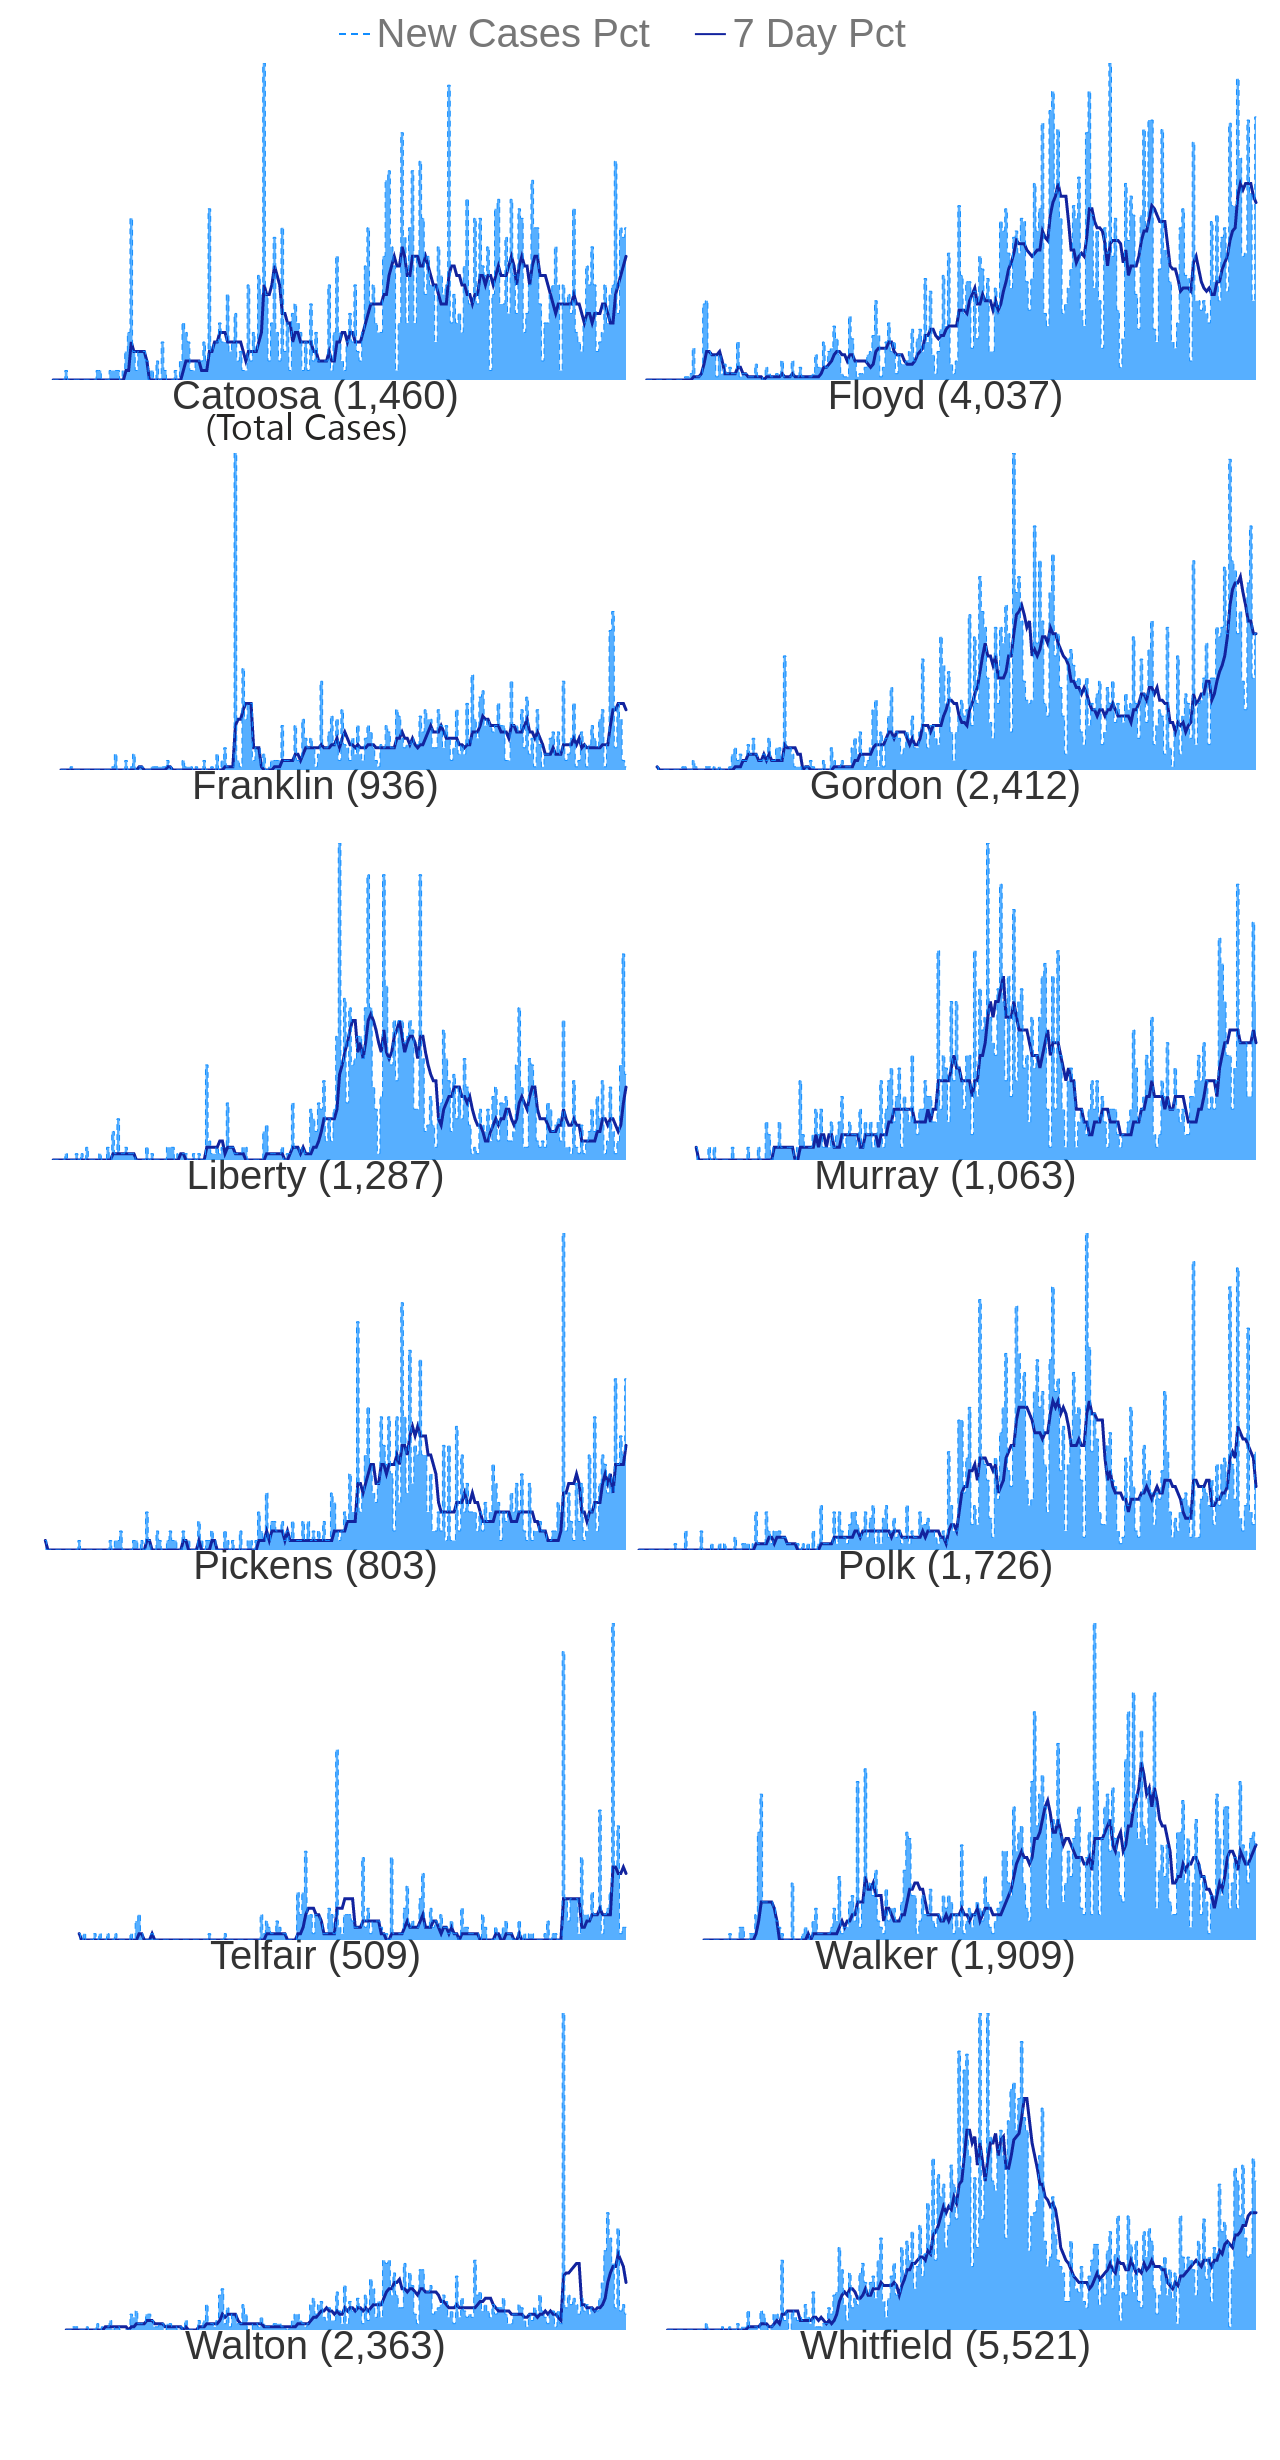 New Cases Pct 7 Day Pct
Catoosa (1,460) Floyd (4,037)
(Total Cases)
Franklin (936) Gordon (2,412)
Liberty (1,287) Murray (1,063)
Pickens (803) Polk (1,726)
Telfair (509) Walker (1,909)
Walton (2,363) Whitfield (5,521)